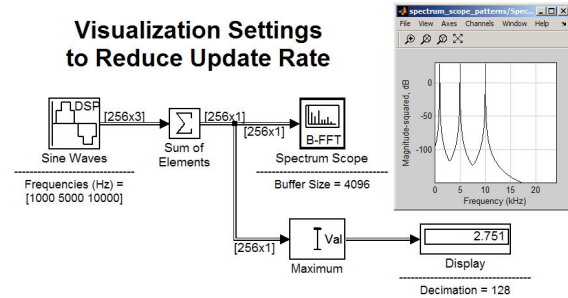 Visualization Settings
to Reduce Update Rate
spectrum_scope_patterns/Spec...
File View Axes Channels Window Help
Magnitude-squared, dB
0
-50
-100
0 5 10 15 20
Frequency (kHz)
DSP
[256x3]
[256x1]
[256x1]
B-FFT
Sine Waves
Sum of
Elements
Spectrum Scope
Frequencies (Hz) =
[1000 5000 10000]
Buffer Size = 4096
[256x1]
Val
2.751
Maximum
Display
Decimation = 128